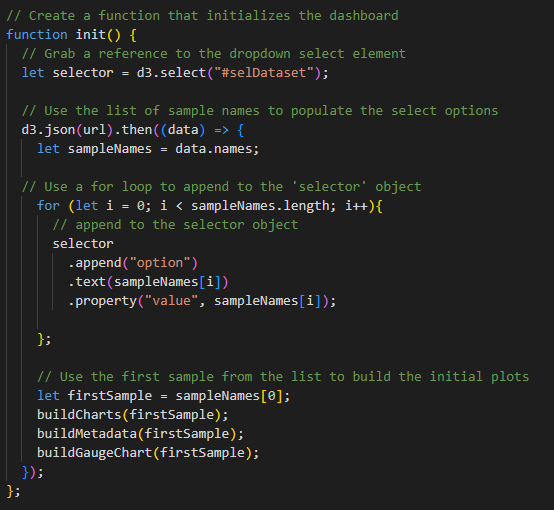 // Create a function that initializes the dashboard
function init() {
// Grab a reference to the dropdown select element
let selector = d3.select("#selDataset");
// Use the list of sample names to populate the select options
d3.json(url).then((data) => {
let sampleNames = data.names;
// Use a for loop to append to the 'selector' object
for (let i = 0; i < sampleNames.length; i++){
// append to the selector object
selector
.append("option")
.text(sampleNames[i])
.property("value", sampleNames[i]);
};
// Use the first sample from the list to build the initial plots
let firstSample = sampleNames[0];
buildCharts(firstSample);
buildMetadata(firstSample);
buildGaugeChart(firstSample);
});
};